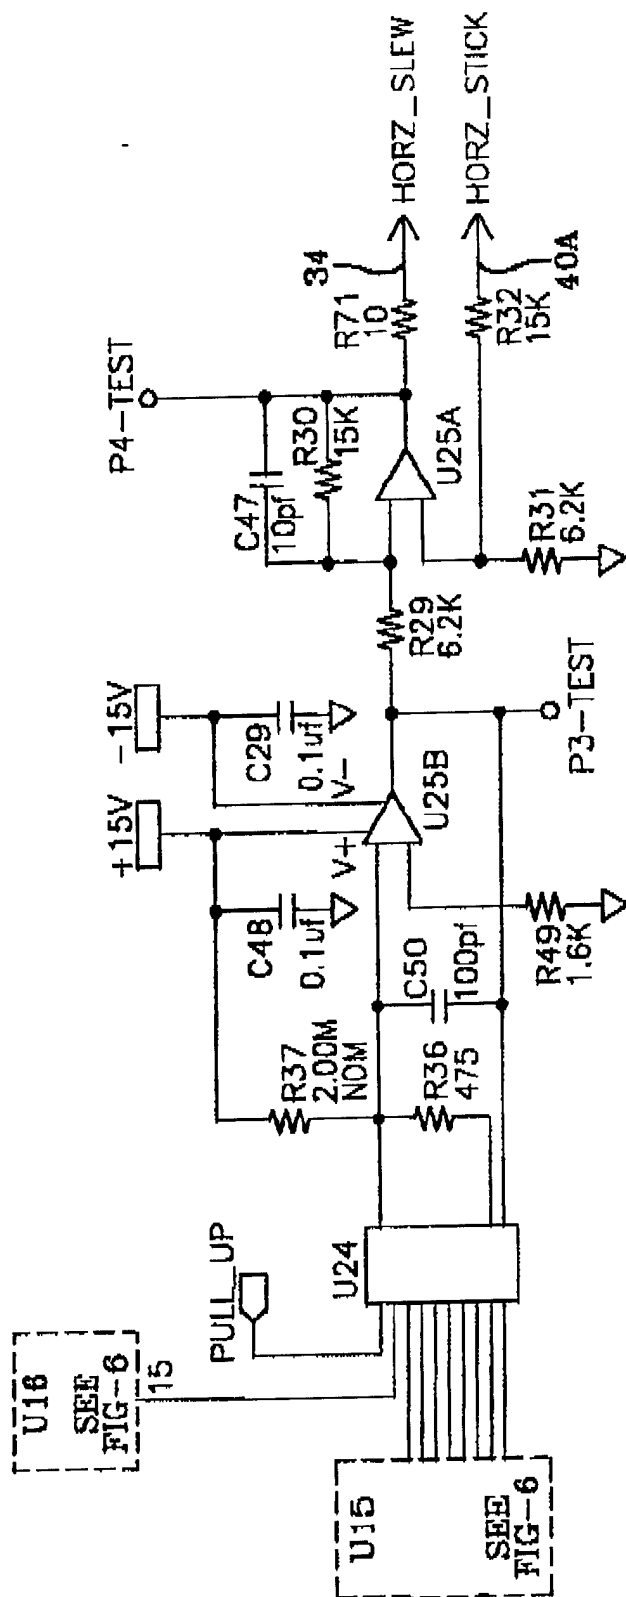 U16
SEE
FIG-6
15
U15
SEE
FIG-6
PULL_UP
U24
R37
2.00M
NOM
R36
475
C48
0.1uf
C50
100pf
+15V
-15V
V+
V-
C29
0.1uf
U25B
R49
1.6K
P3-TEST
R29
6.2K
C47
10pf
R30
15K
P4-TEST
U25A
R31
6.2K
R71
10
34
HORZ_SLEW
R32
15K
40A
HORZ_STICK